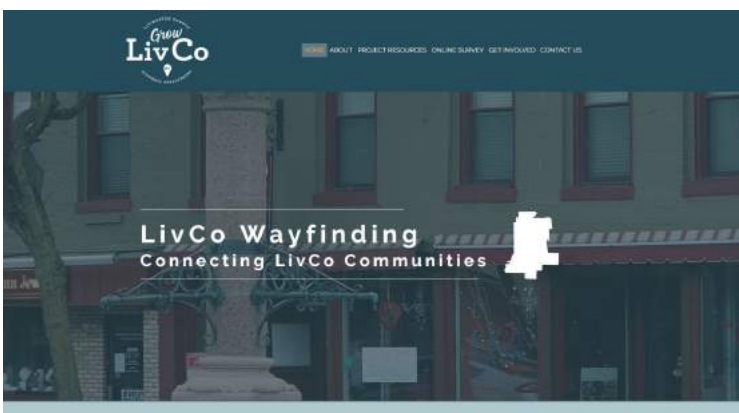 Grow
LivCo
HOME ABOUT PROJECT RESOURCES ONLINE SURVEY GET INVOLVED CONTACT US
LivCo Wayfinding
Connecting LivCo Communities